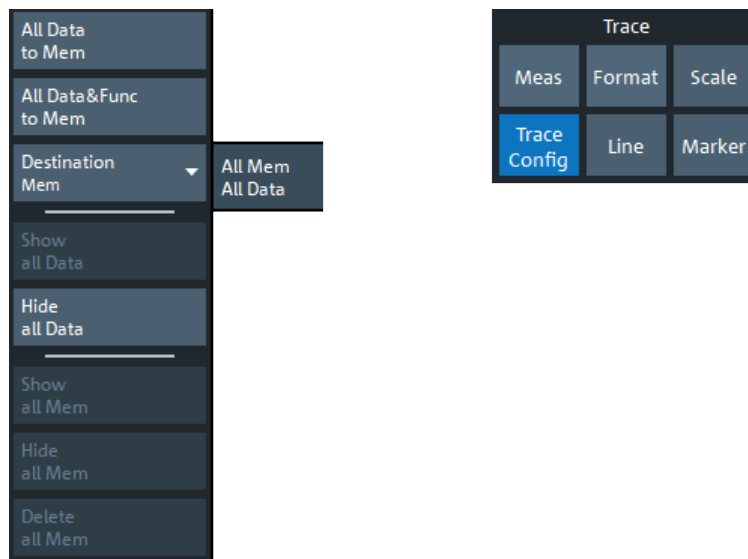 All Data
to Mem
All Data&Func
to Mem
Destination
Mem
All Mem
All Data
Show
all Data
Hide
all Data
Show
all Mem
Hide
all Mem
Delete
all Mem
Trace
Meas Format Scale
Trace
Config Line Marker